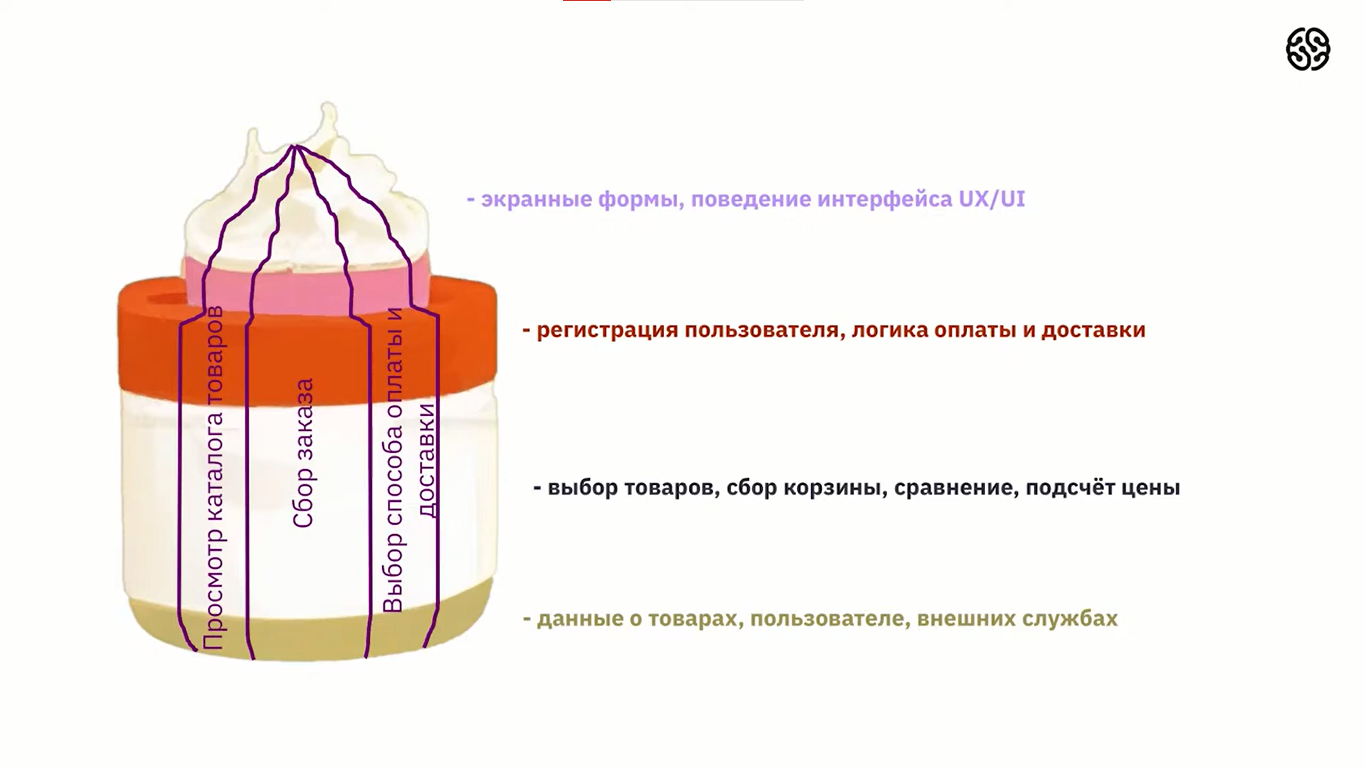 - экранные формы, поведение интерфейса UX/UI
- регистрация пользователя, логика оплаты и доставки
- выбор товаров, сбор корзины, сравнение, подсчёт цены
- данные о товарах, пользователе, внешних службах
Просмотр каталога товаров
Сбор заказа
Выбор способа оплаты и
доставки